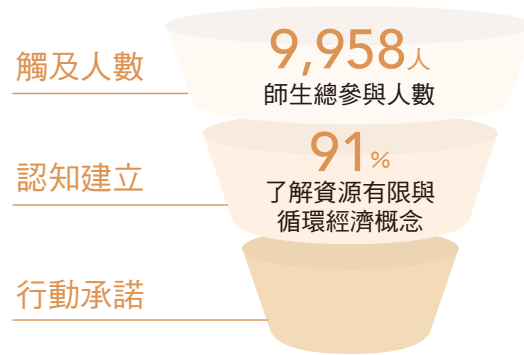 觸及人數
9,958人
師生總參與人數
認知建立
91%
了解資源有限與
循環經濟概念
行動承諾